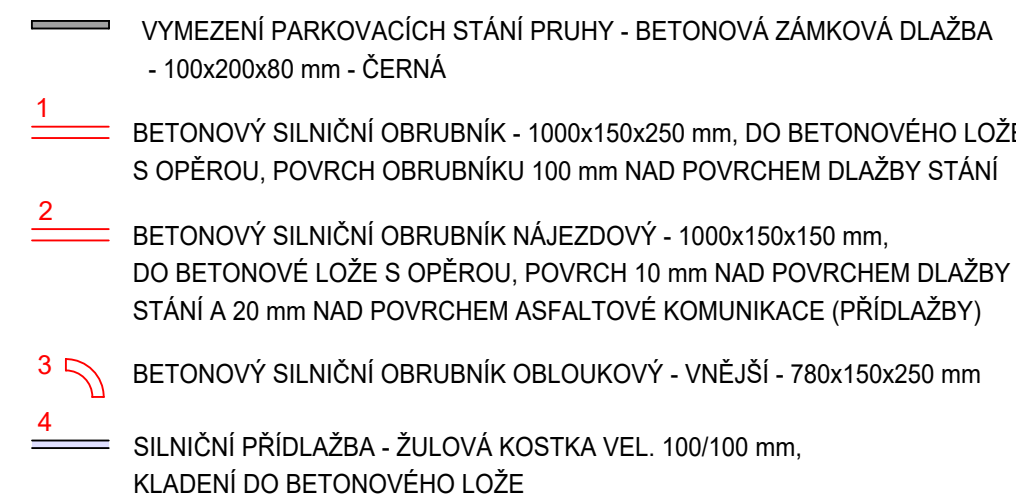 VYMEZENÍ PARKOVACÍCH STÁNÍ PRUHY - BETONOVÁ ZÁMKOVÁ DLAŽBA
- 100x200x80 mm - ČERNÁ
1
BETONOVÝ SILNIČNÍ OBRUBNÍK - 1000x150x250 mm, DO BETONOVÉHO LOŽE
S OPĚROU, POVRCH OBRUBNÍKU 100 mm NAD POVRCHEM DLAŽBY STÁNÍ
2
BETONOVÝ SILNIČNÍ OBRUBNÍK NÁJEZDOVÝ - 1000x150x150 mm,
DO BETONOVÉ LOŽE S OPĚROU, POVRCH 10 mm NAD POVRCHEM DLAŽBY
STÁNÍ A 20 mm NAD POVRCHEM ASFALTOVÉ KOMUNIKACE (PŘÍDLAŽBY)
3 BETONOVÝ SILNIČNÍ OBRUBNÍK OBLOUKOVÝ - VNĚJŠÍ - 780x150x250 mm
4
SILNIČNÍ PŘÍDLAŽBA - ŽULOVÁ KOSTKA VEL. 100/100 mm,
KLADENÍ DO BETONOVÉHO LOŽE